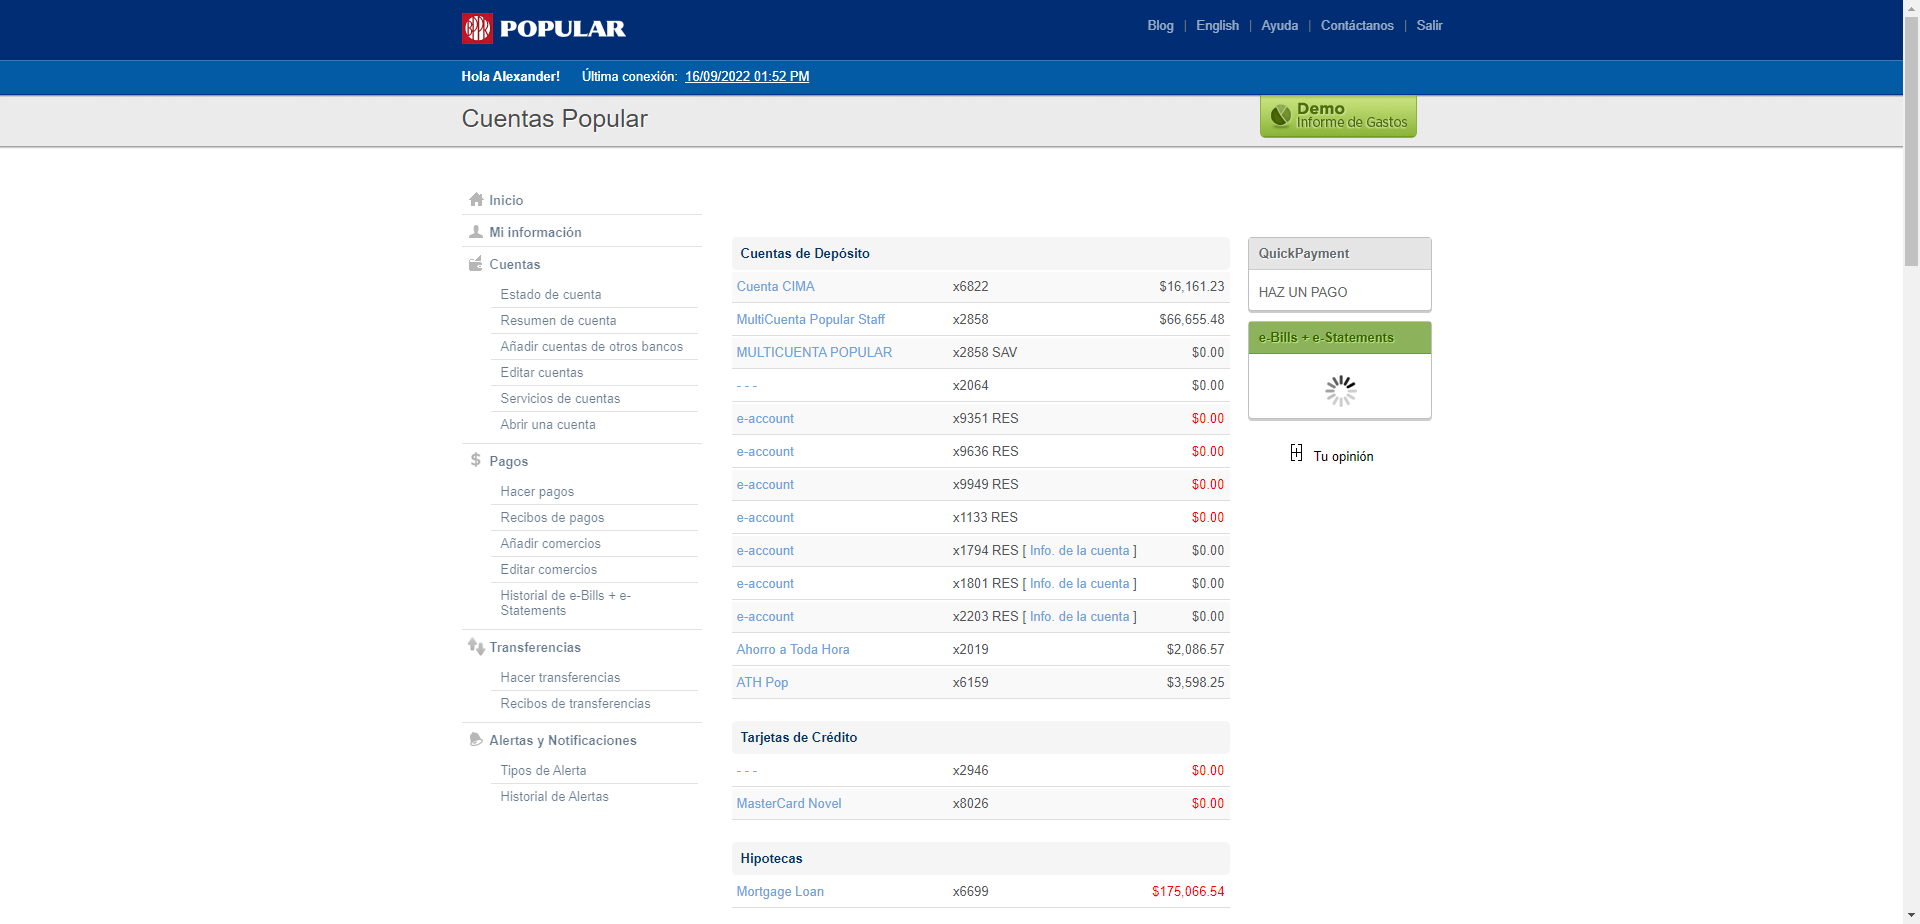 POPULAR
Blog | English | Ayuda | Contáctanos | Salir
Hola Alexander! Última conexión: 16/09/2022 01:52 PM
Cuentas Popular
Demo
Informe de Gastos
Inicio
Mi información
Cuentas
Estado de cuenta
Resumen de cuenta
Añadir cuentas de otros bancos
Editar cuentas
Servicios de cuentas
Abrir una cuenta
$ Pagos
Hacer pagos
Recibos de pagos
Añadir comercios
Editar comercios
Historial de e-Bills + e-
Statements
Transferencias
Hacer transferencias
Recibos de transferencias
Alertas y Notificaciones
Tipos de Alerta
Historial de Alertas
Cuentas de Depósito
Cuenta CIMA x6822 $16,161.23
MultiCuenta Popular Staff x2858 $66,655.48
MULTICUENTA POPULAR x2858 SAV $0.00
- - - x2064 $0.00
e-account x9351 RES $0.00
e-account x9636 RES $0.00
e-account x9949 RES $0.00
e-account x1133 RES $0.00
e-account x1794 RES [ Info. de la cuenta ] $0.00
e-account x1801 RES [ Info. de la cuenta ] $0.00
e-account x2203 RES [ Info. de la cuenta ] $0.00
Ahorro a Toda Hora x2019 $2,086.57
ATH Pop x6159 $3,598.25
Tarjetas de Crédito
- - - x2946 $0.00
MasterCard Novel x8026 $0.00
Hipotecas
Mortgage Loan x6699 $175,066.54
QuickPayment
HAZ UN PAGO
e-Bills + e-Statements
[+] Tu opinión